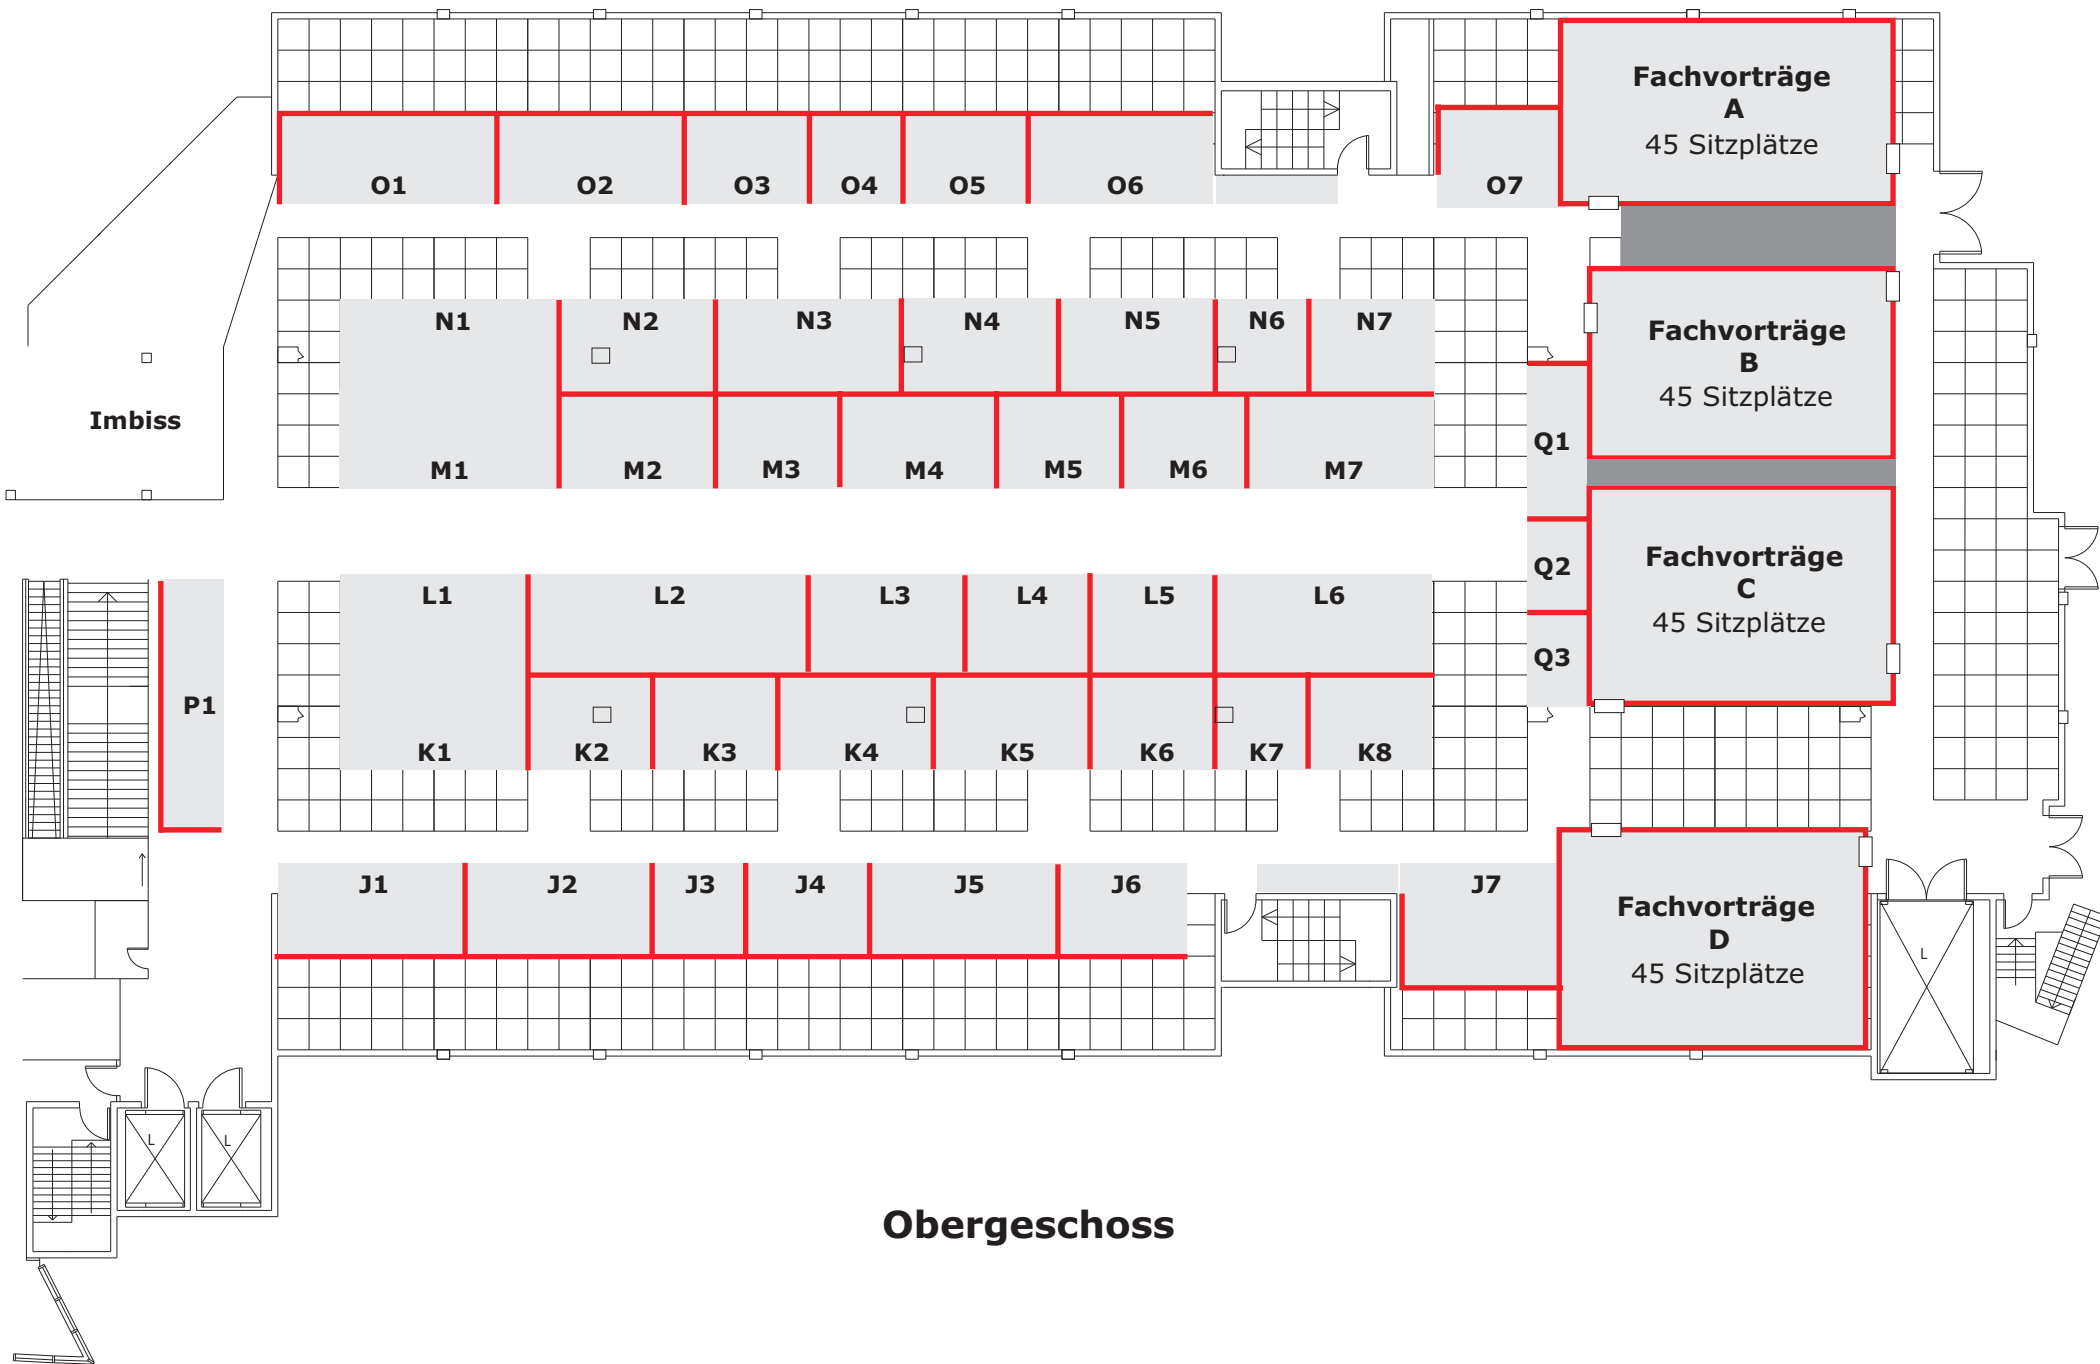 Fachvorträge
A
45 Sitzplätze
O1 O2 O3 O4 O5 O6 O7
N1 N2 N3 N4 N5 N6 N7
Fachvorträge
B
45 Sitzplätze
Imbiss
Q1
M1 M2 M3 M4 M5 M6 M7
Q2
Fachvorträge
C
45 Sitzplätze
L1 L2 L3 L4 L5 L6
Q3
P1
K1 K2 K3 K4 K5 K6 K7 K8
J1 J2 J3 J4 J5 J6 J7
Fachvorträge
D
45 Sitzplätze
L
L L
Obergeschoss